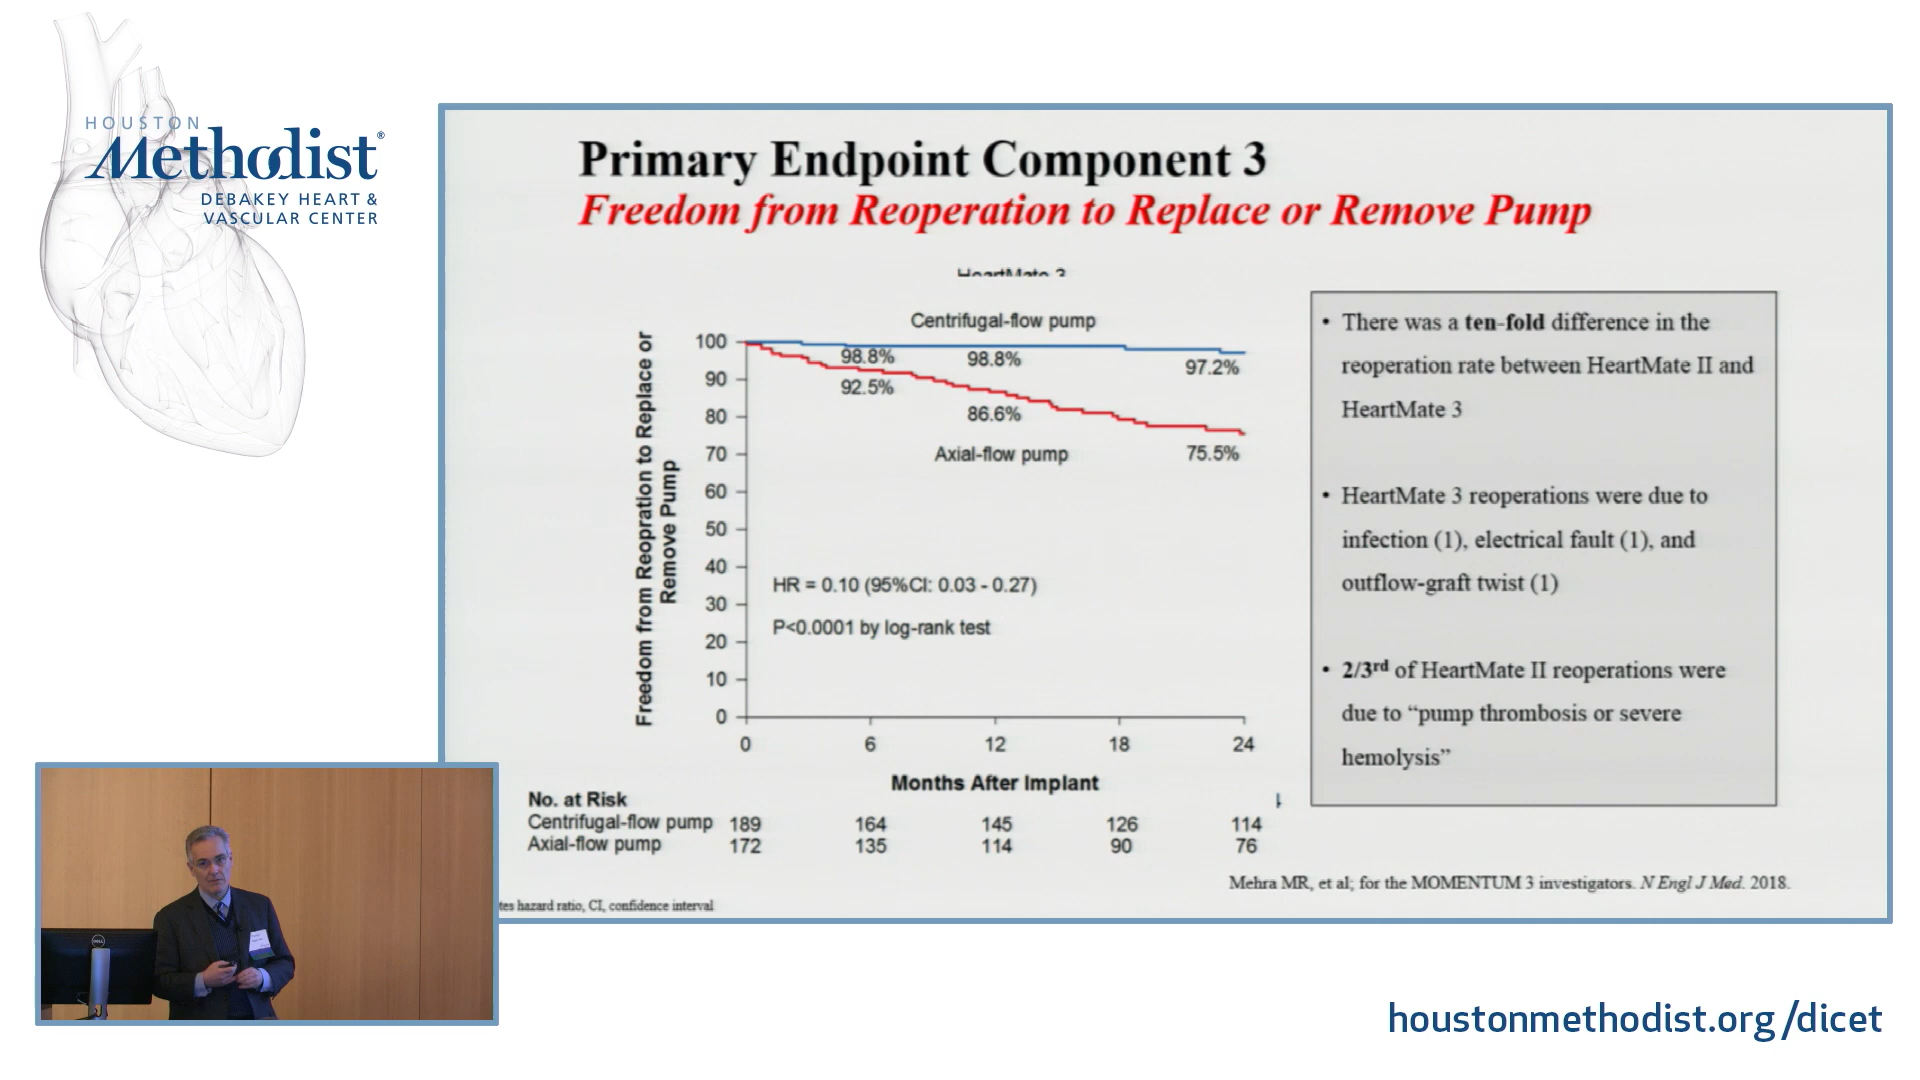 HOUSTON
Methodist®
DEBAKEY HEART &
VASCULAR CENTER
Primary Endpoint Component 3
Freedom from Reoperation to Replace or Remove Pump
HeartMate 3
Centrifugal-flow pump
98.8%
98.8%
97.2%
92.5%
86.6%
75.5%
Axial-flow pump
Freedom from Reopration to Replace or
Remove Pump
100
90
80
70
60
50
40
30
20
10
0
HR = 0.10 (95%CI: 0.03 - 0.27)
P<0.0001 by log-rank test
0 6 12 18 24
Months After Implant
No. at Risk
Centrifugal-flow pump 189 164 145 126 114
Axial-flow pump 172 135 114 90 76
• There was a ten-fold difference in the
reoperation rate between HeartMate II and
HeartMate 3
• HeartMate 3 reoperations were due to
infection (1), electrical fault (1), and
outflow-graft twist (1)
• 2/3rd of HeartMate II reoperations were
due to “pump thrombosis or severe
hemolysis”
Mehra MR, et al; for the MOMENTUM 3 investigators. N Engl J Med. 2018.
tes hazard ratio, CI, confidence interval
DELL
houstonmethodist.org/dicet